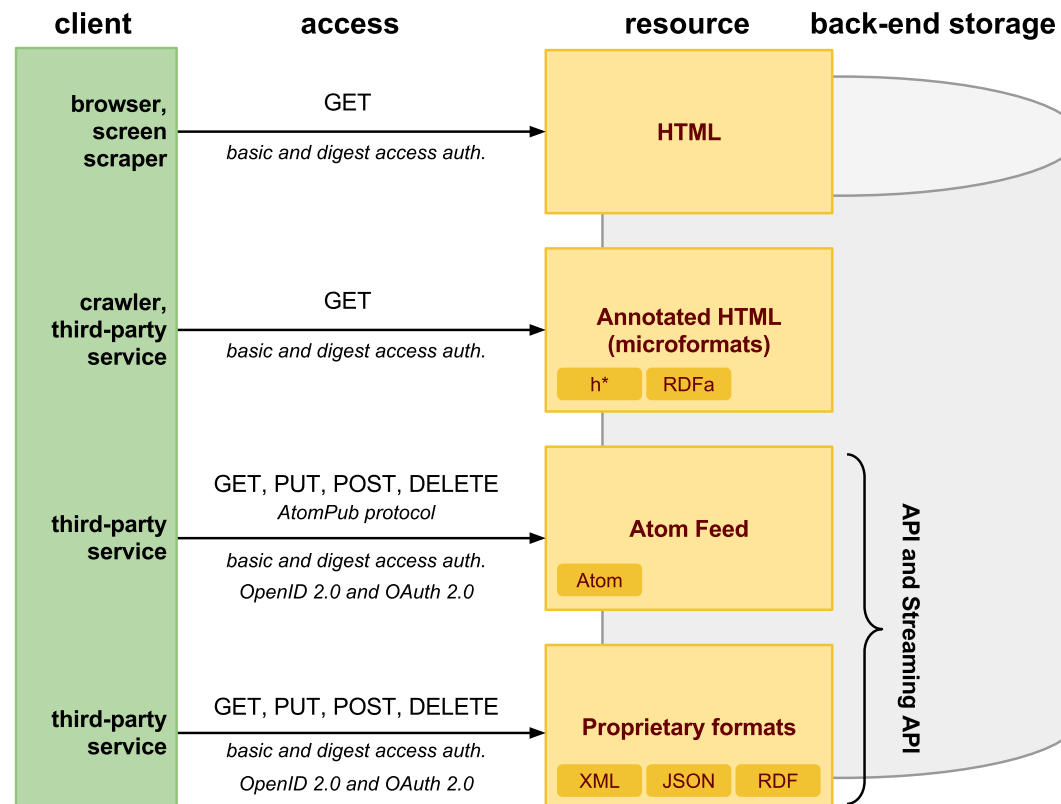 client
access
resource
back-end storage
browser,
screen
scraper
GET
basic and digest access auth.
HTML
crawler,
third-party
service
GET
basic and digest access auth.
Annotated HTML
(microformats)
h*
RDFa
third-party
service
GET, PUT, POST, DELETE
AtomPub protocol
basic and digest access auth.
OpenID 2.0 and OAuth 2.0
Atom Feed
Atom
third-party
service
GET, PUT, POST, DELETE
basic and digest access auth.
OpenID 2.0 and OAuth 2.0
Proprietary formats
XML
JSON
RDF
API and Streaming API